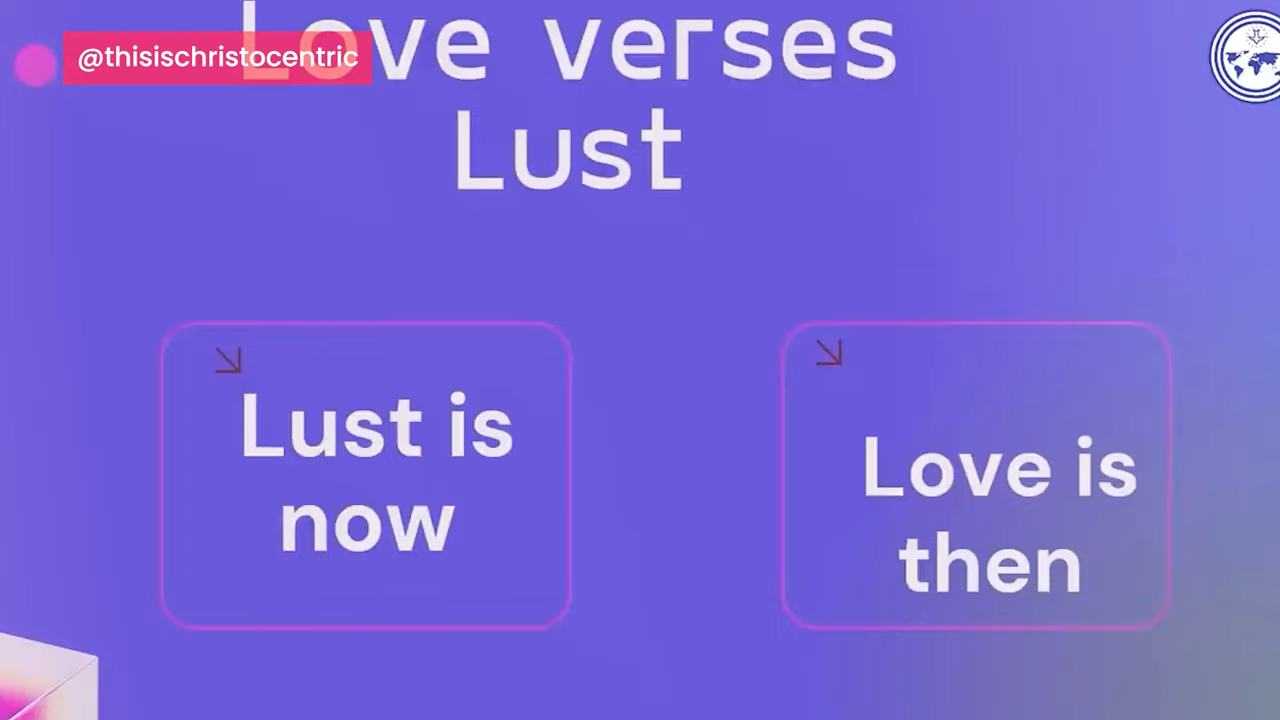 @thisischristocentric
Love verses
Lust
Lust is
now
Love is
then